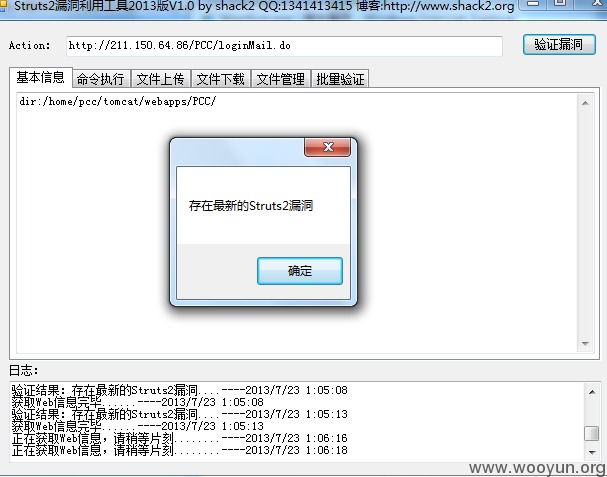 Struts2漏洞利用工具2013版V1.0 by shack2 QQ:1341413415 博客:http://www.shack2.org
Action: http://211.150.64.86/PCC/loginMail.do 验证漏洞
基本信息 命令执行 文件上传 文件下载 文件管理 批量验证
dir:/home/pcc/tomcat/webapps/PCC/
存在最新的Struts2漏洞
确定
日志:
验证结果: 存在最新的Struts2漏洞....----2013/7/23 1:05:08
获取Web信息完毕......----2013/7/23 1:05:08
验证结果: 存在最新的Struts2漏洞....----2013/7/23 1:05:13
获取Web信息完毕......----2013/7/23 1:05:13
正在获取Web信息, 请稍等片刻........----2013/7/23 1:06:16
正在获取Web信息, 请稍等片刻........----2013/7/23 1:06:18
www.wooyun.org